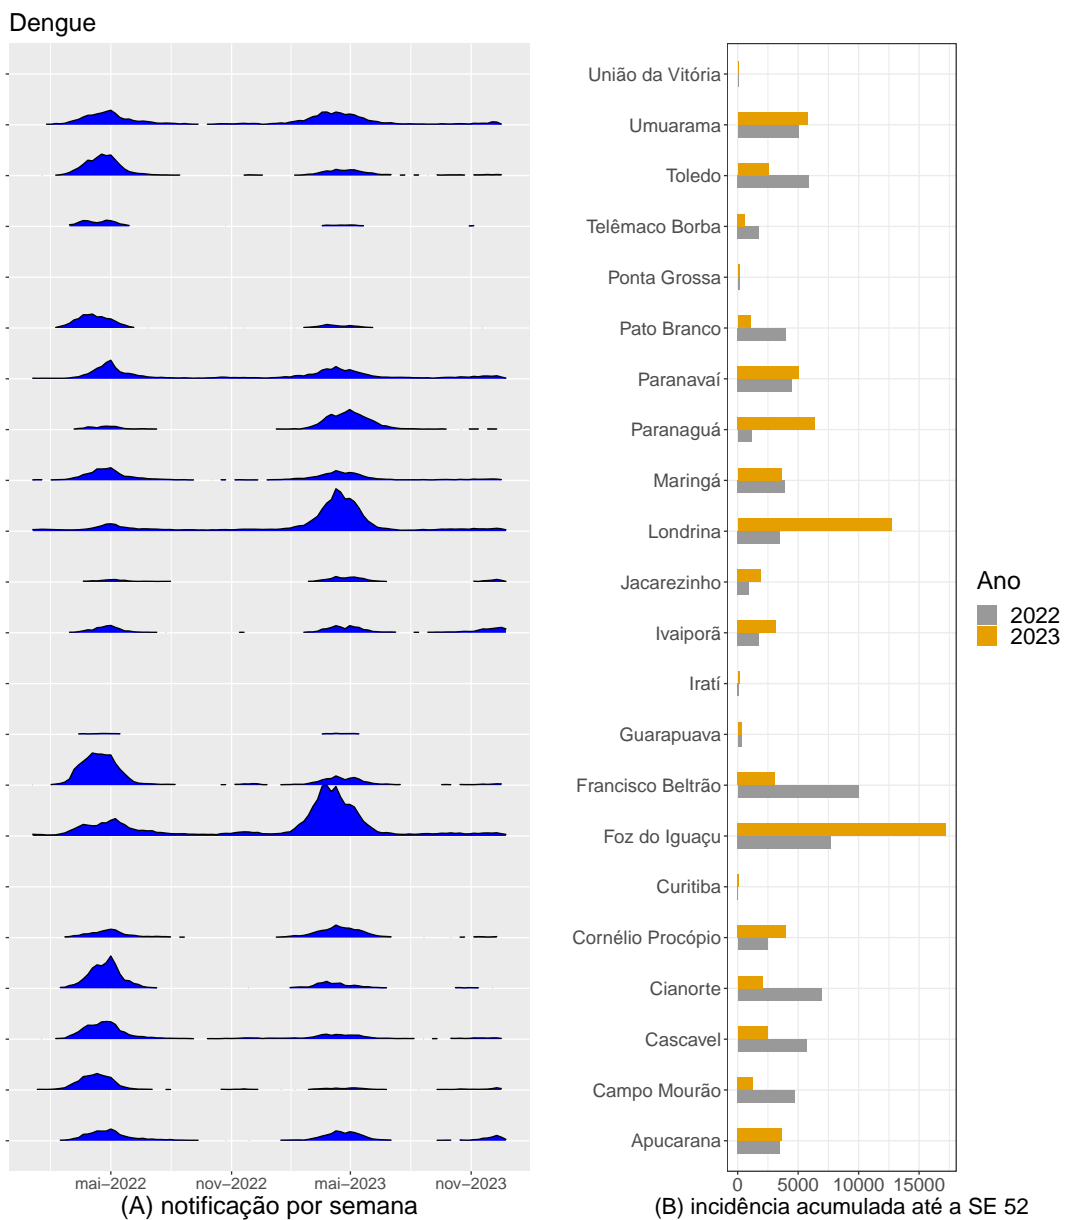 Dengue
União da Vitória
Umuarama
Toledo
Telêmaco Borba
Ponta Grossa
Pato Branco
Paranavaí
Paranaguá
Maringá
Londrina
Jacarezinho
Ivaiporã
Iratí
Guarapuava
Francisco Beltrão
Foz do Iguaçu
Curitiba
Cornélio Procópio
Cianorte
Cascavel
Campo Mourão
Apucarana
Ano
2022
2023
mai−2022 nov−2022 mai−2023 nov−2023
0 5000 10000 15000
(A) notificação por semana
(B) incidência acumulada até a SE 52